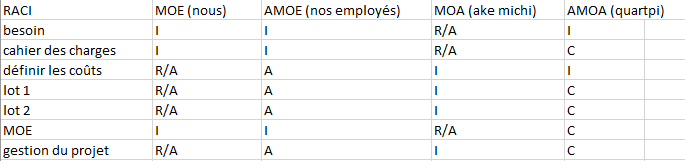 RACI MOE (nous) AMOE (nos employés) MOA (ake michi) AMOA (quartpi)
besoin I I R/A I
cahier des charges I I R/A C
définir les coûts R/A A I I
lot 1 R/A A I C
lot 2 R/A A I C
MOE I I R/A C
gestion du projet R/A A I C